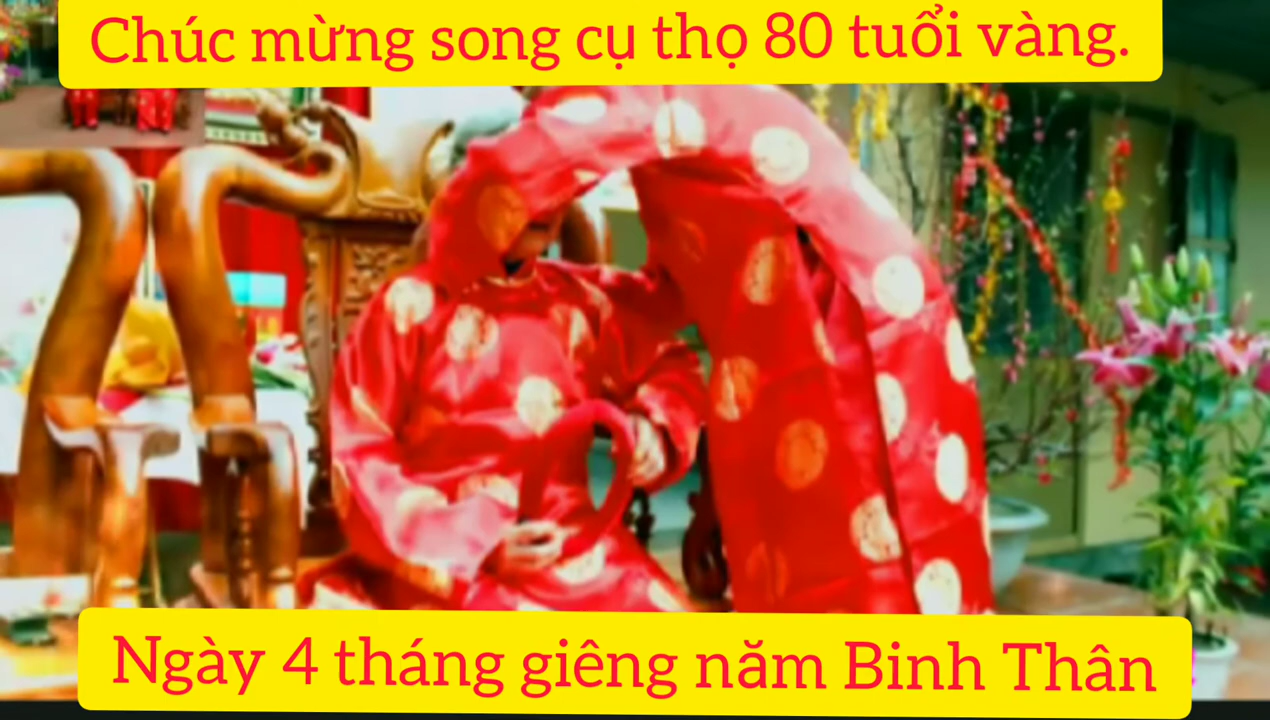 Chúc mừng song cụ thọ 80 tuổi vàng.
Ngày 4 tháng giêng năm Binh Thân